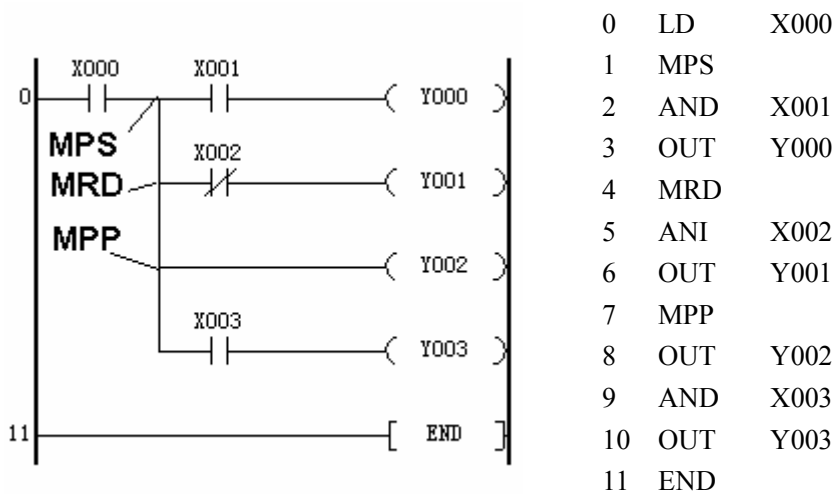 X000 X001
0 Y000
MPS
X002
MRD Y001
MPP
Y002
X003
Y003
11 END
0 LD X000
1 MPS
2 AND X001
3 OUT Y000
4 MRD
5 ANI X002
6 OUT Y001
7 MPP
8 OUT Y002
9 AND X003
10 OUT Y003
11 END